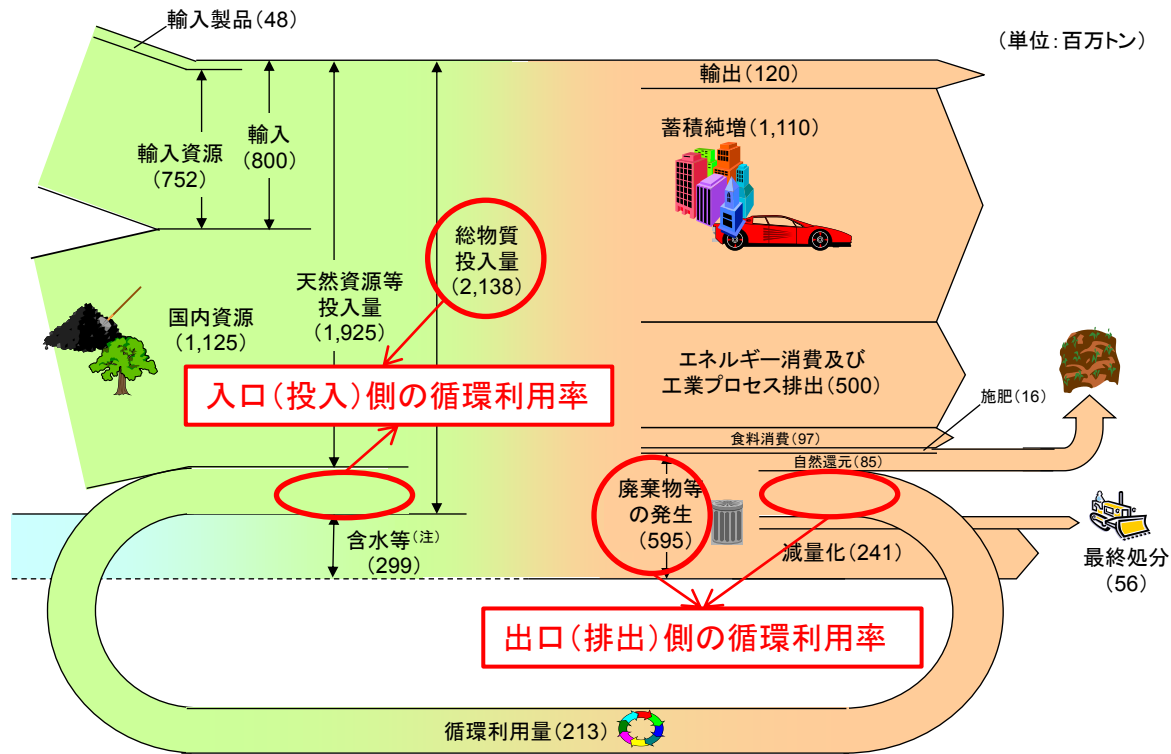 輸入製品(48)
(単位:百万トン)
輸出(120)
蓄積純増(1,110)
輸入資源
(752)
輸入
(800)
総物質
投入量
(2,138)
天然資源等
投入量
(1,925)
国内資源
(1,125)
エネルギー消費及び
工業プロセス排出(500)
入口(投入)側の循環利用率
施肥(16)
食料消費(97)
自然還元(85)
廃棄物等
の発生
(595)
含水等(注)
(299)
減量化(241)
最終処分
(56)
出口(排出)側の循環利用率
循環利用量(213)